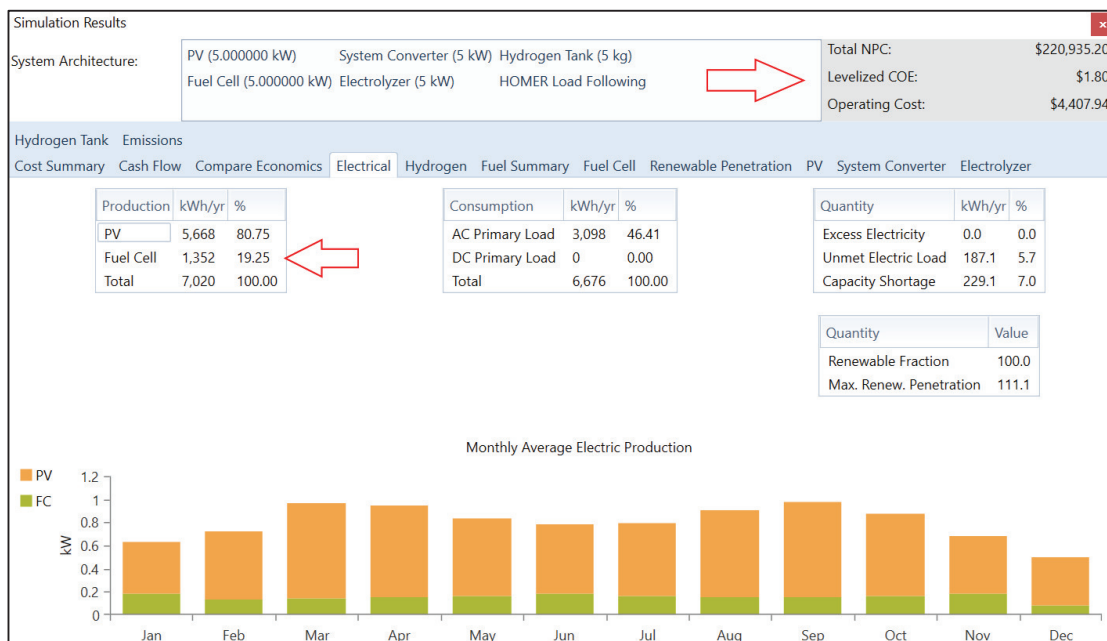 Simulation Results
×
System Architecture:
PV (5.000000 kW) System Converter (5 kW) Hydrogen Tank (5 kg)
Fuel Cell (5.000000 kW) Electrolyzer (5 kW) HOMER Load Following
Total NPC: $220,935.20
Levelized COE: $1.80
Operating Cost: $4,407.94
Hydrogen Tank Emissions
Cost Summary Cash Flow Compare Economics Electrical Hydrogen Fuel Summary Fuel Cell Renewable Penetration PV System Converter Electrolyzer
Production kWh/yr %
PV 5,668 80.75
Fuel Cell 1,352 19.25
Total 7,020 100.00
Consumption kWh/yr %
AC Primary Load 3,098 46.41
DC Primary Load 0 0.00
Total 6,676 100.00
Quantity kWh/yr %
Excess Electricity 0.0 0.0
Unmet Electric Load 187.1 5.7
Capacity Shortage 229.1 7.0
Quantity Value
Renewable Fraction 100.0
Max. Renew. Penetration 111.1
Monthly Average Electric Production
PV
FC
kW
1.2
1
0.8
0.6
0.4
0.2
0
Jan Feb Mar Apr May Jun Jul Aug Sep Oct Nov Dec